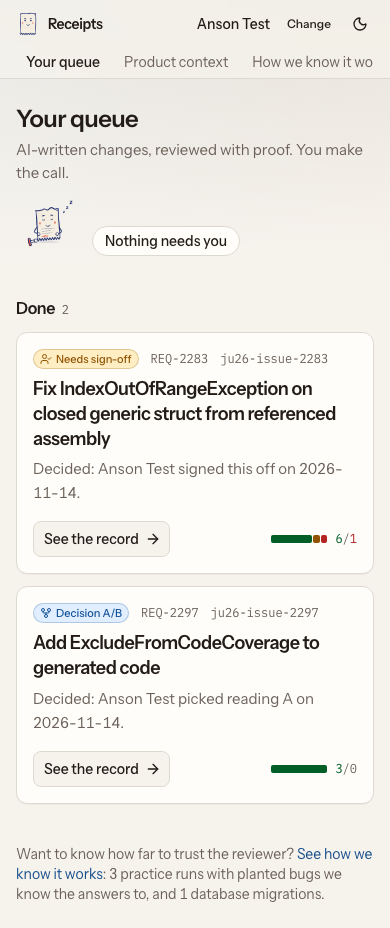 Receipts
Anson Test
Change
Your queue
Product context
How we know it wo
Your queue
AI-written changes, reviewed with proof. You make
the call.
z z z
Nothing needs you
Done 2
Needs sign-off REQ-2283 ju26-issue-2283
Fix IndexOutOfRangeException on
closed generic struct from referenced
assembly
Decided: Anson Test signed this off on 2026-
11-14.
See the record →
6/1
Decision A/B REQ-2297 ju26-issue-2297
Add ExcludeFromCodeCoverage to
generated code
Decided: Anson Test picked reading A on
2026-11-14.
See the record →
3/0
Want to know how far to trust the reviewer? See how we
know it works: 3 practice runs with planted bugs we
know the answers to, and 1 database migrations.